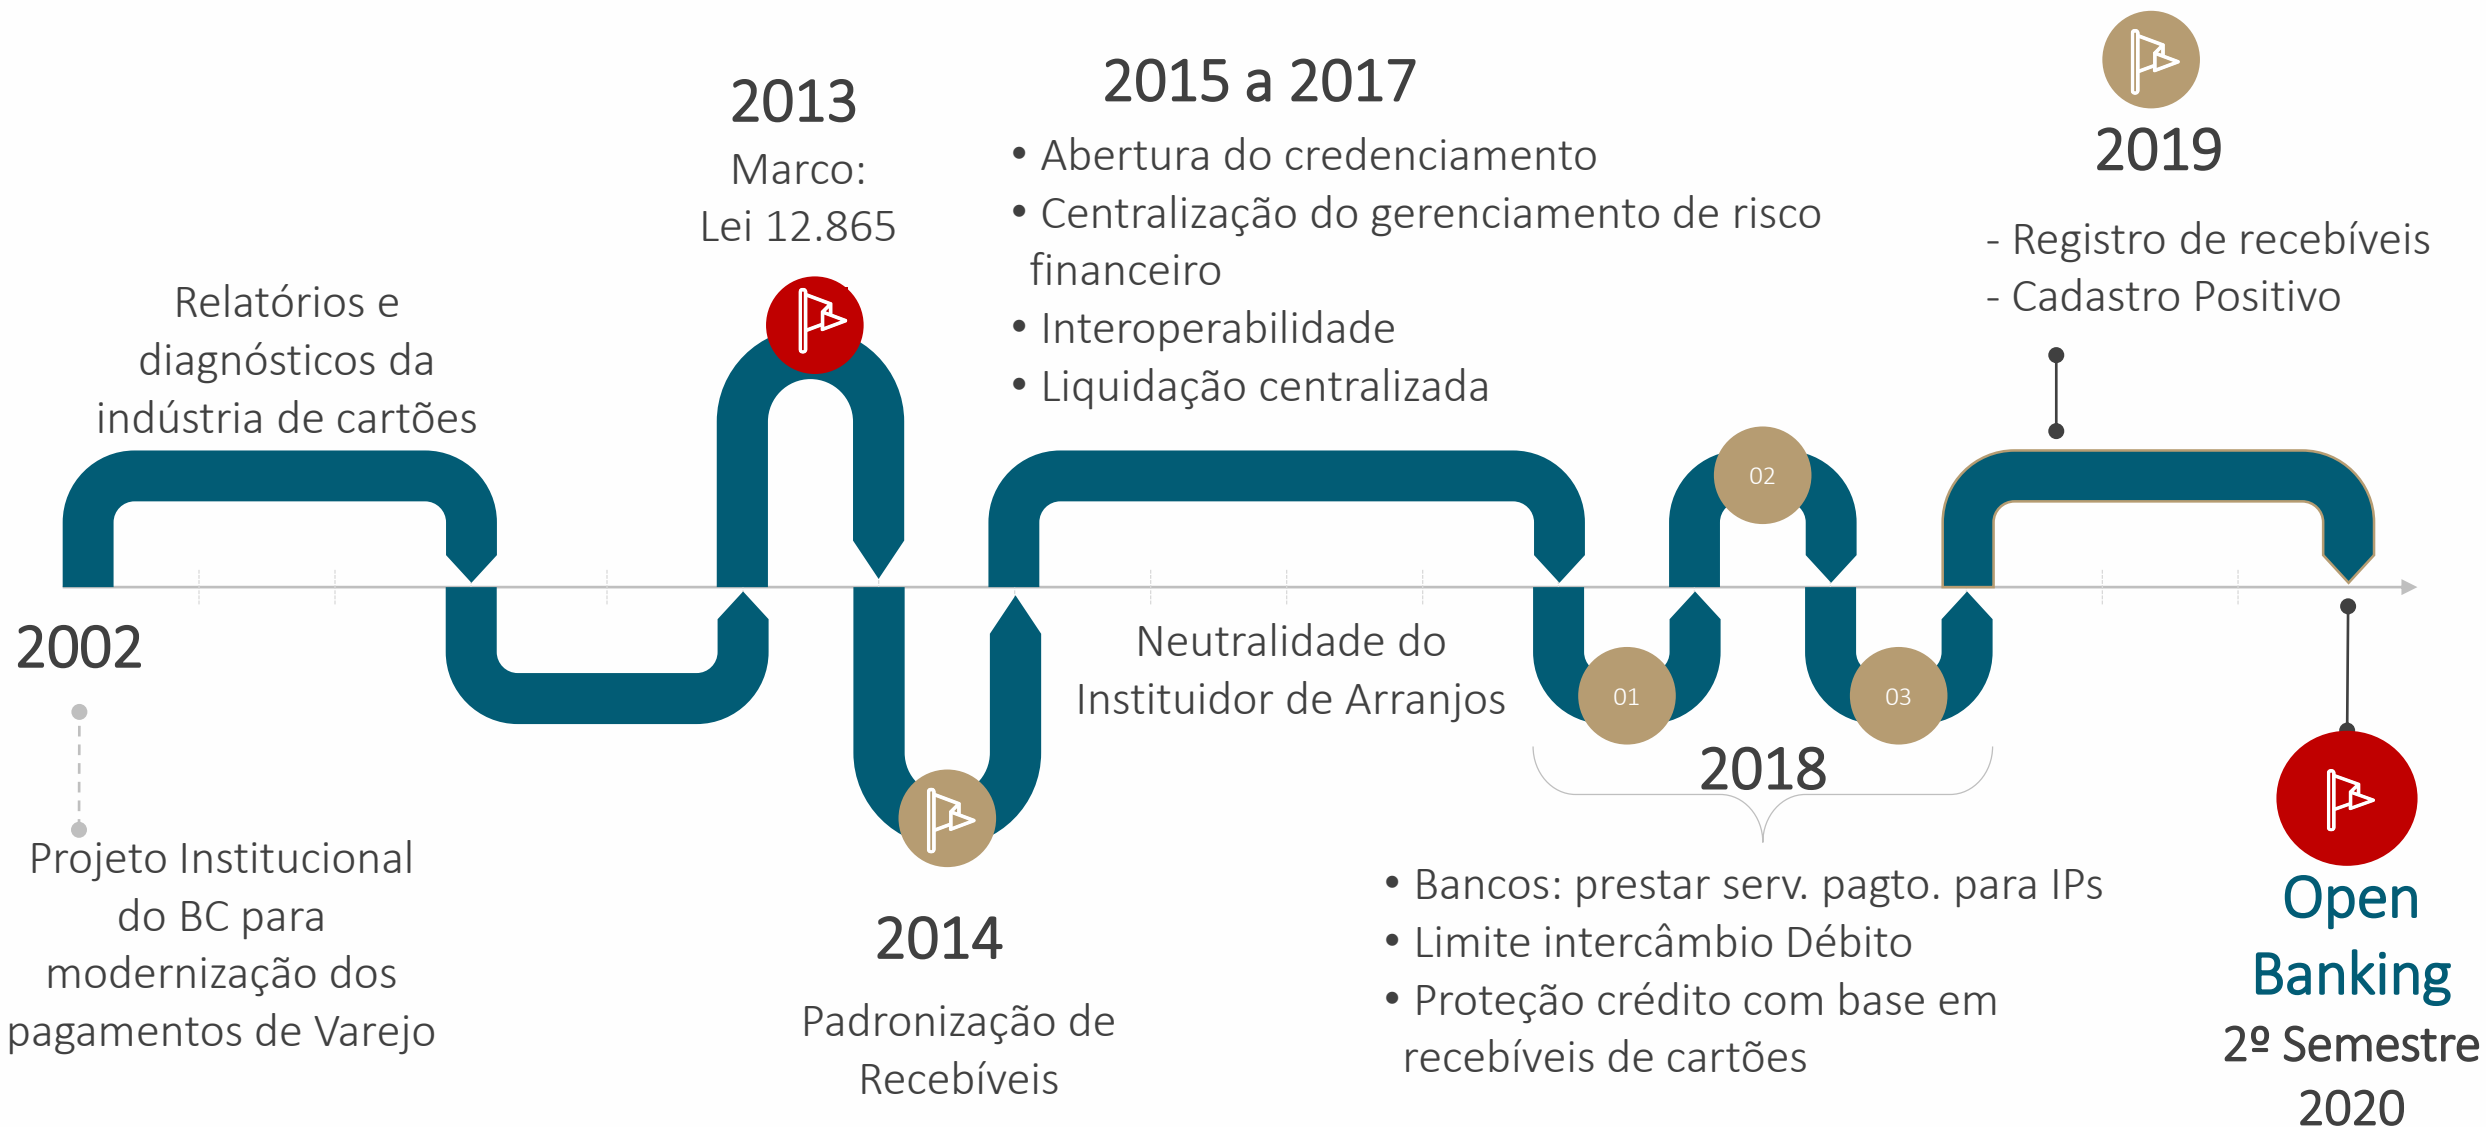 2002
Projeto Institucional
do BC para
modernização dos
pagamentos de Varejo
Relatórios e
diagnósticos da
indústria de cartões
2013
Marco:
Lei 12.865
2014
Padronização de
Recebíveis
2015 a 2017
• Abertura do credenciamento
• Centralização do gerenciamento de risco
financeiro
• Interoperabilidade
• Liquidação centralizada
Neutralidade do
Instituidor de Arranjos
01
02
03
2018
• Bancos: prestar serv. pagto. para IPs
• Limite intercâmbio Débito
• Proteção crédito com base em
recebíveis de cartões
2019
- Registro de recebíveis
- Cadastro Positivo
Open
Banking
2º Semestre
2020